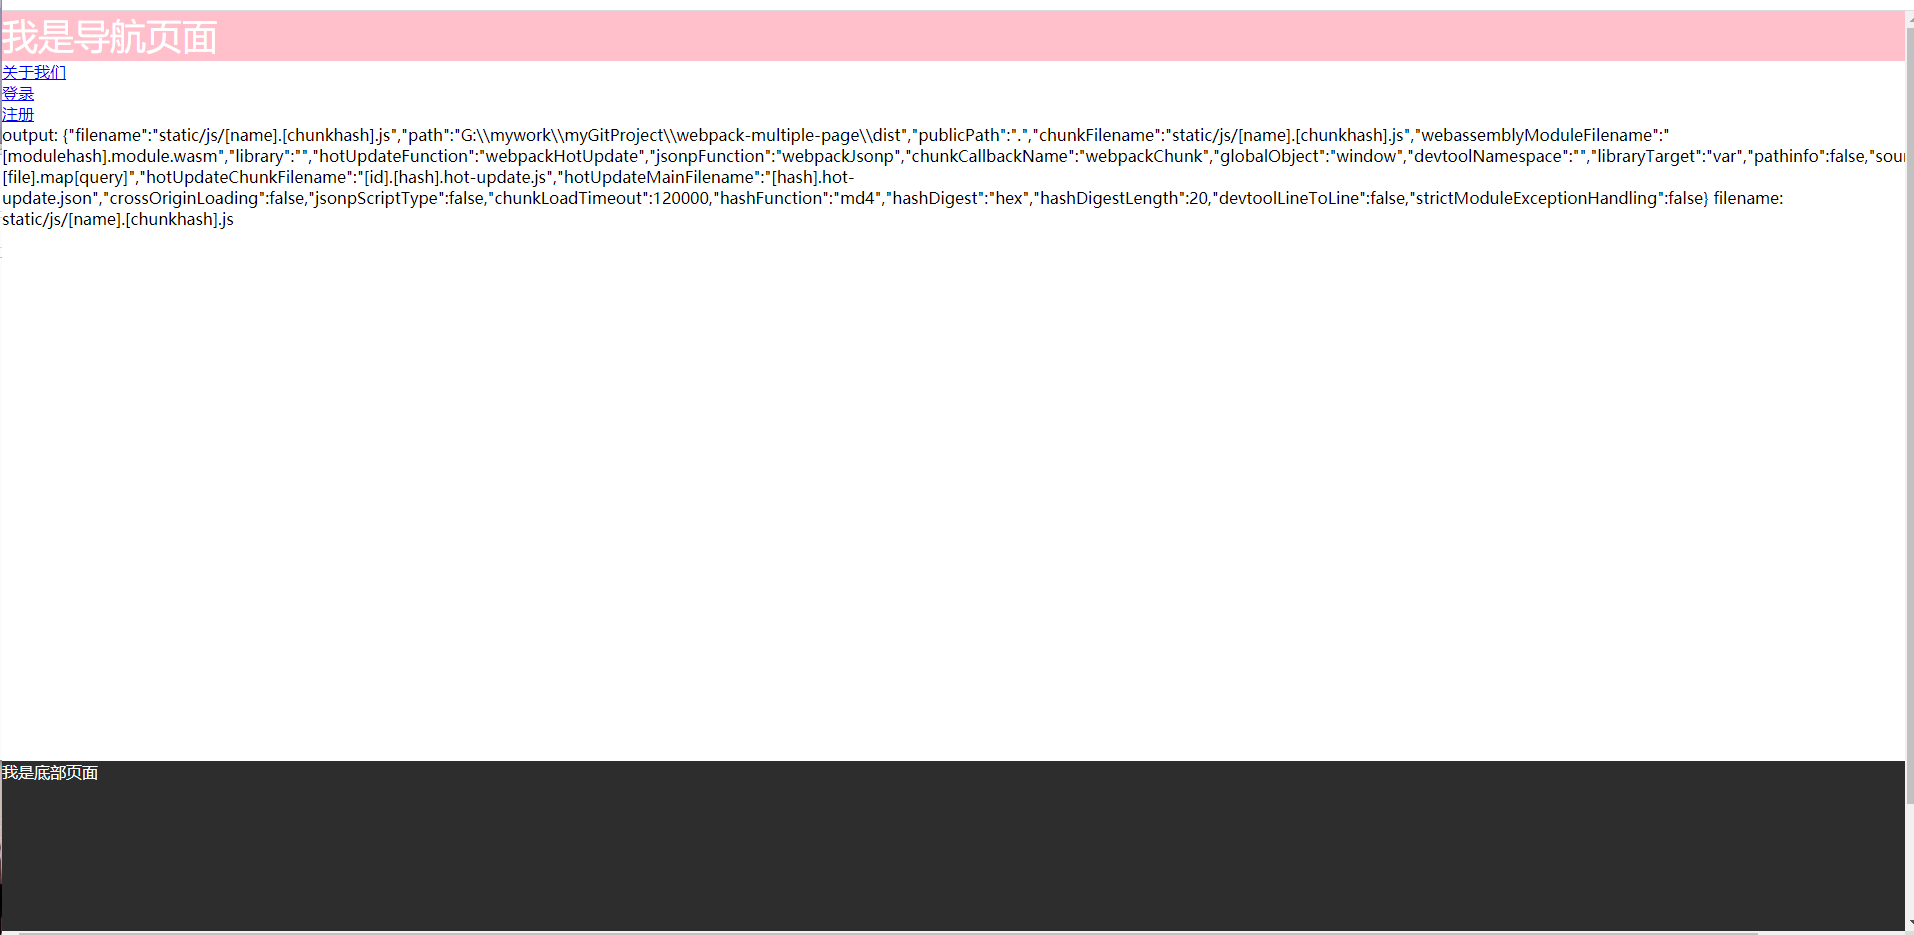 我是导航页面
关于我们
登录
注册
output: {"filename":"static/js/[name].[chunkhash].js","path":"G:\\mywork\\myGitProject\\webpack-multiple-page\\dist","publicPath":".","chunkFilename":"static/js/[name].[chunkhash].js","webassemblyModuleFilename":"
[modulehash].module.wasm","library":"","hotUpdateFunction":"webpackHotUpdate","jsonpFunction":"webpackJsonp","chunkCallbackName":"webpackChunk","globalObject":"window","devtoolNamespace":"","libraryTarget":"var","pathinfo":false,"sour
[file].map[query]","hotUpdateChunkFilename":"[id].[hash].hot-update.js","hotUpdateMainFilename":"[hash].hot-
update.json","crossOriginLoading":false,"jsonpScriptType":false,"chunkLoadTimeout":120000,"hashFunction":"md4","hashDigest":"hex","hashDigestLength":20,"devtoolLineToLine":false,"strictModuleExceptionHandling":false} filename:
static/js/[name].[chunkhash].js
我是底部页面